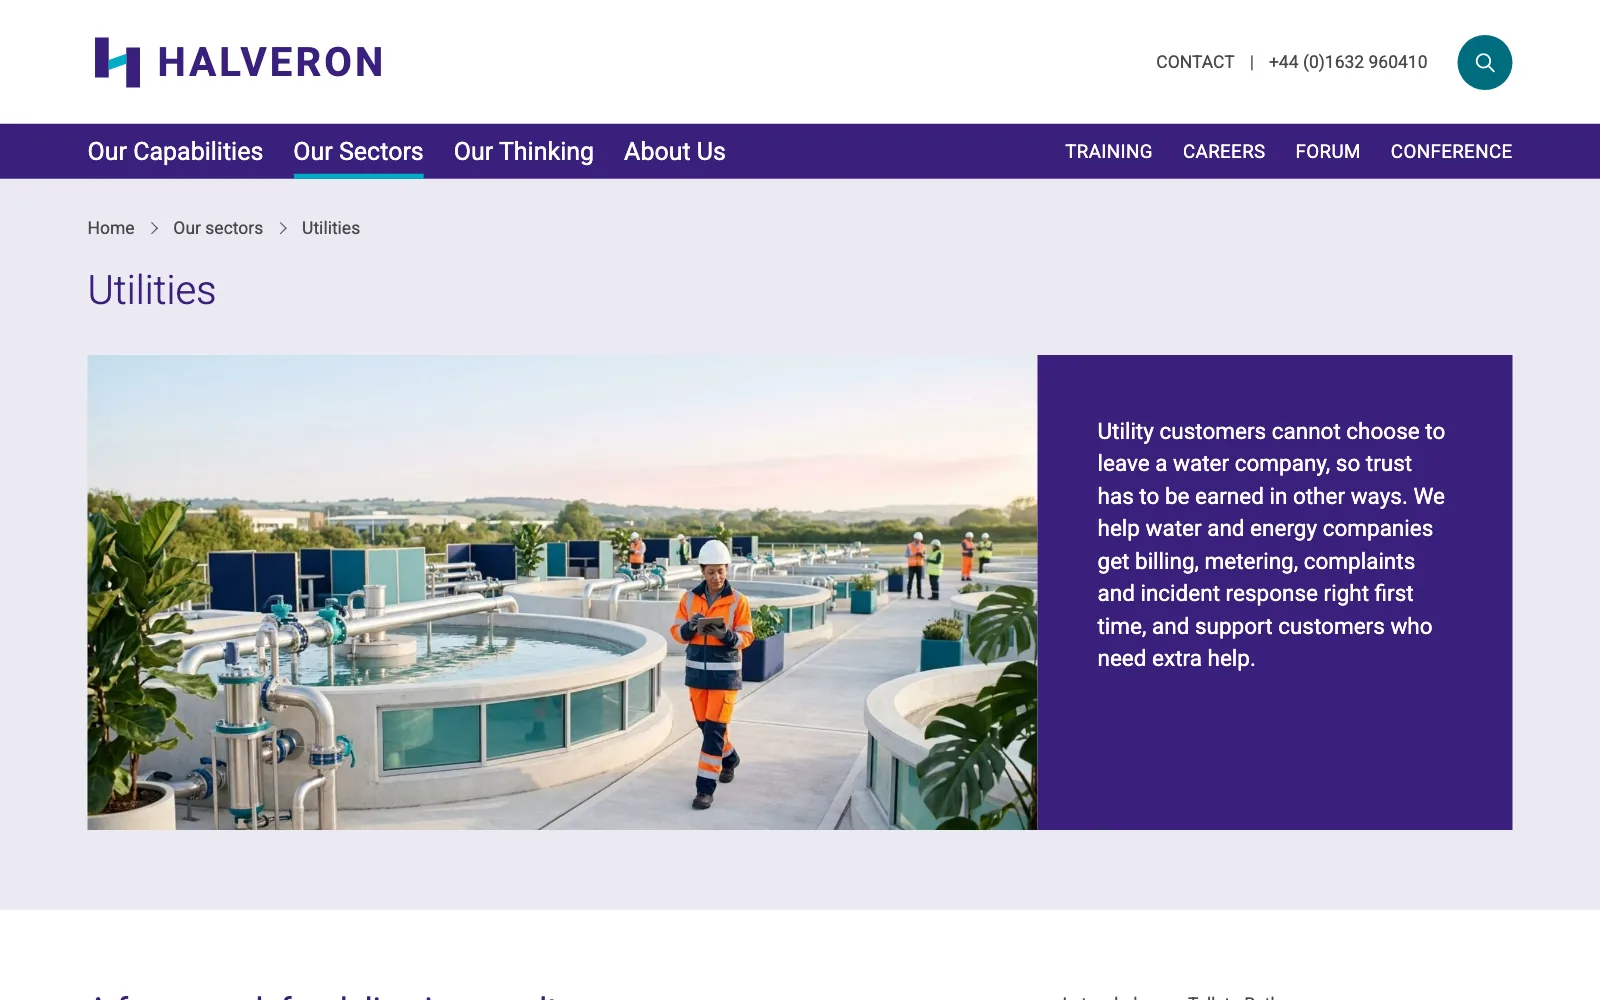 HALVERON
CONTACT | +44 (0)1632 960410
Our Capabilities Our Sectors Our Thinking About Us TRAINING CAREERS FORUM CONFERENCE
Home > Our sectors > Utilities
Utilities
Utility customers cannot choose to
leave a water company, so trust
has to be earned in other ways. We
help water and energy companies
get billing, metering, complaints
and incident response right first
time, and support customers who
need extra help.